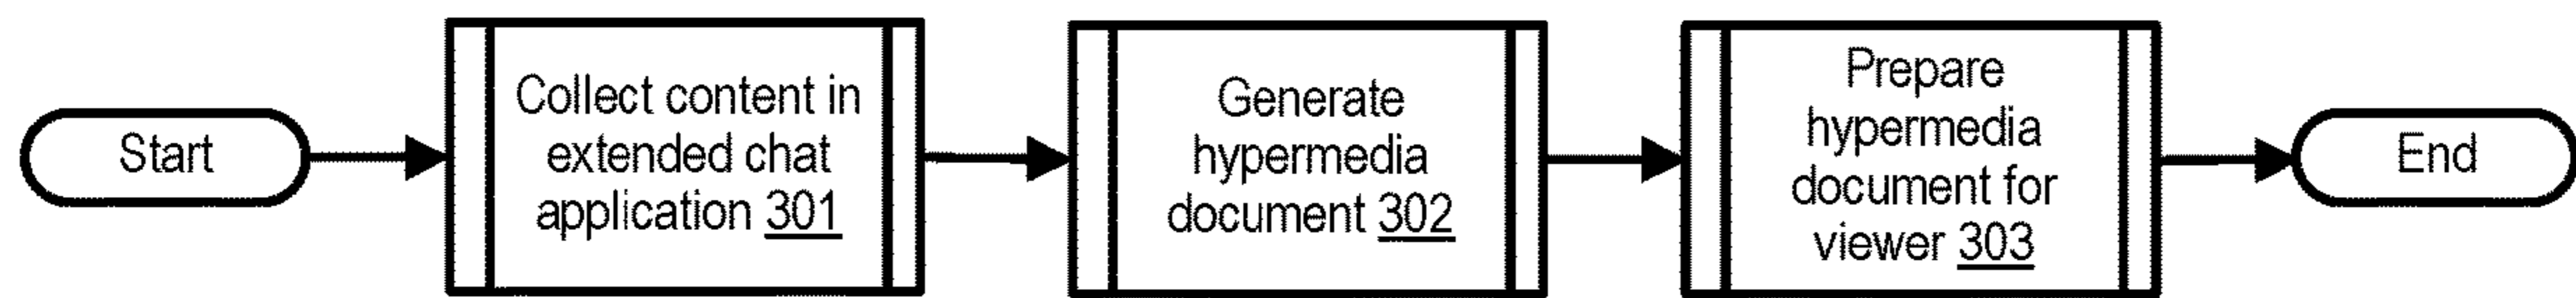 Start
Collect content in
extended chat
application 301
Generate
hypermedia
document 302
Prepare
hypermedia
document for
viewer 303
End